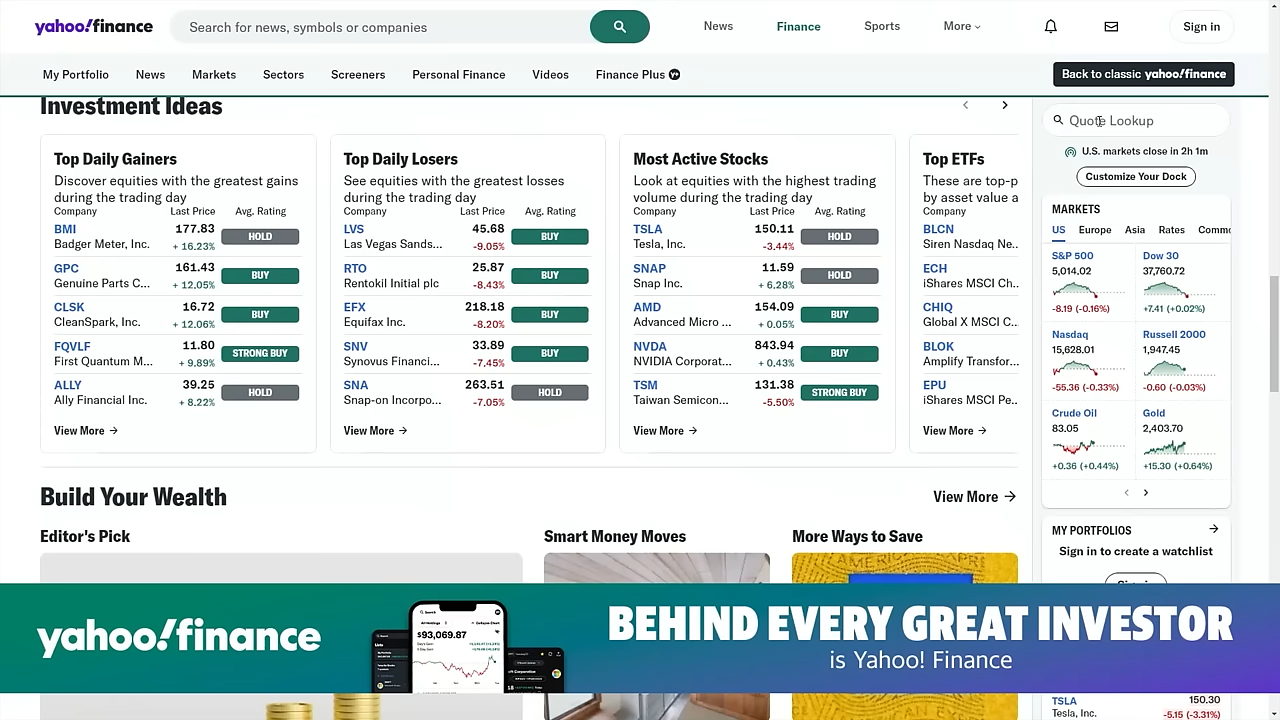 yahoo!finance
Search for news, symbols or companies
News
Finance
Sports
More
Sign in
My Portfolio
News
Markets
Sectors
Screeners
Personal Finance
Videos
Finance Plus
Back to classic yahoo!finance
Investment Ideas
Top Daily Gainers
Discover equities with the greatest gains
during the trading day
Company Last Price Avg. Rating
BMI 177.83 HOLD
Badger Meter, Inc. + 16.23%
GPC 161.43 BUY
Genuine Parts C... + 12.05%
CLSK 16.72 BUY
CleanSpark, Inc. + 12.06%
FQVLF 11.80 STRONG BUY
First Quantum M... + 9.89%
ALLY 39.25 HOLD
Ally Financial Inc. + 8.22%
View More
Top Daily Losers
See equities with the greatest losses
during the trading day
Company Last Price Avg. Rating
LVS 45.68 BUY
Las Vegas Sands... -9.05%
RTO 25.87 BUY
Rentokil Initial plc -8.43%
EFX 218.18 BUY
Equifax Inc. -8.20%
SNV 33.89 BUY
Synovus Financi... -7.45%
SNA 263.51 HOLD
Snap-on Incorpo... -7.05%
View More
Most Active Stocks
Look at equities with the highest trading
volume during the trading day
Company Last Price Avg. Rating
TSLA 150.11 HOLD
Tesla, Inc. -3.44%
SNAP 11.59 HOLD
Snap Inc. + 6.28%
AMD 154.09 BUY
Advanced Micro ... + 0.05%
NVDA 843.94 BUY
NVIDIA Corporat... + 0.43%
TSM 131.38 STRONG BUY
Taiwan Semicon... -5.50%
View More
Top ETFs
These are top-p
by asset value a
Company
BLCN
Siren Nasdaq Ne..
ECH
iShares MSCI Ch..
CHIQ
Global X MSCI C..
BLOK
Amplify Transfor..
EPU
iShares MSCI Pe..
View More
Quote Lookup
U.S. markets close in 2h 1m
Customize Your Dock
MARKETS
US Europe Asia Rates Commo
S&P 500 Dow 30
5,014.02 37,760.72
-8.19 (-0.16%) +7.41 (+0.02%)
Nasdaq Russell 2000
15,628.01 1,947.45
-55.36 (-0.33%) -0.60 (-0.03%)
Crude Oil Gold
83.05 2,403.70
+0.36 (+0.44%) +15.30 (+0.64%)
MY PORTFOLIOS
Sign in to create a watchlist
Build Your Wealth
View More
Editor's Pick
Smart Money Moves
More Ways to Save
yahoo!finance
$93,069.87
BEHIND EVERY GREAT INVESTOR
is Yahoo! Finance
TSLA 150.30
Tesla, Inc. -5.15 (-3.31%)